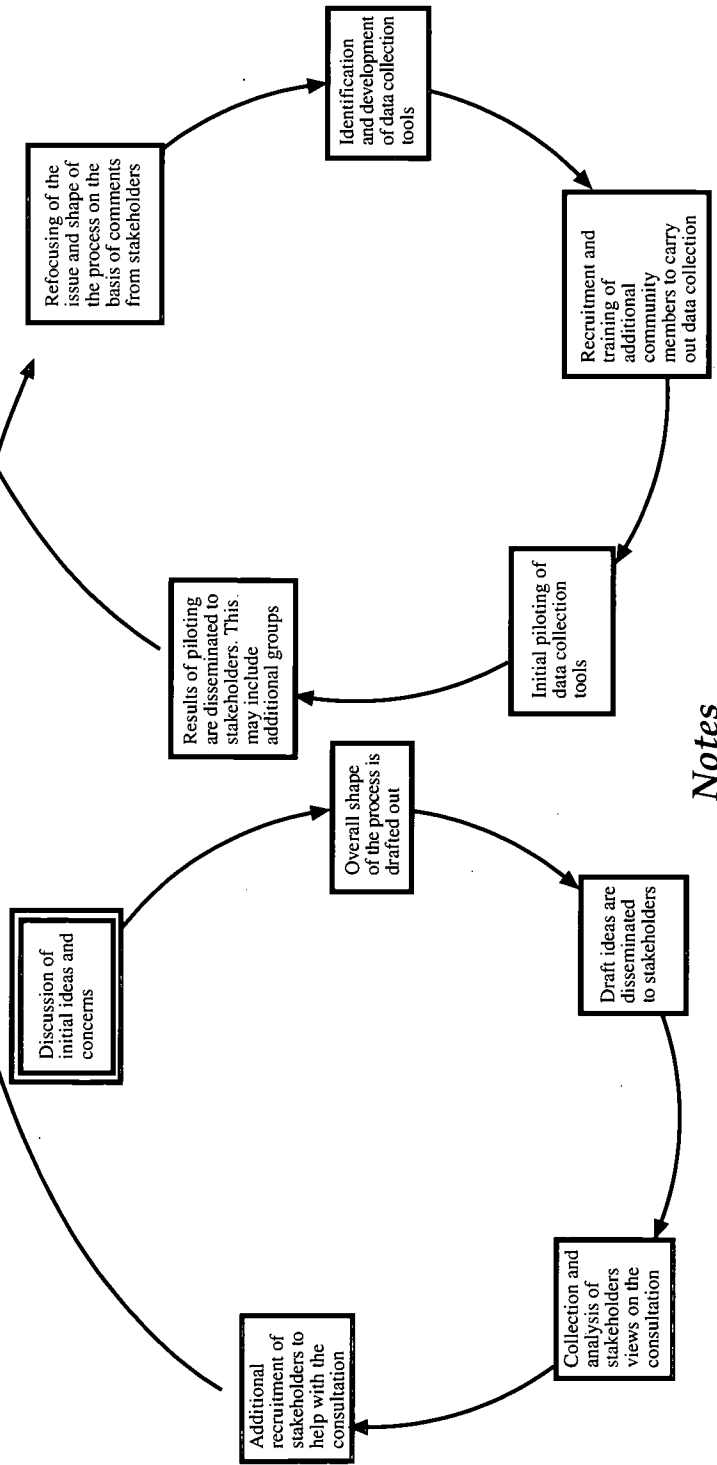 Discussion of
initial ideas and
concerns
Overall shape
of the process is
drafted out
Draft ideas are
disseminated
to stakeholders
Collection and
analysis of
stakeholders
views on the
consultation
Additional
recruitment of
stakeholders to
help with the
consultation
Refocusing of the
issue and shape of
the process on the
basis of comments
from stakeholders
Identification
and development
of data collection
tools
Recruitment and
training of
additional
community
members to carry
out data collection
Initial piloting of
data collection
tools
Results of piloting
are disseminated to
stakeholders. This
may include
additional groups
Notes